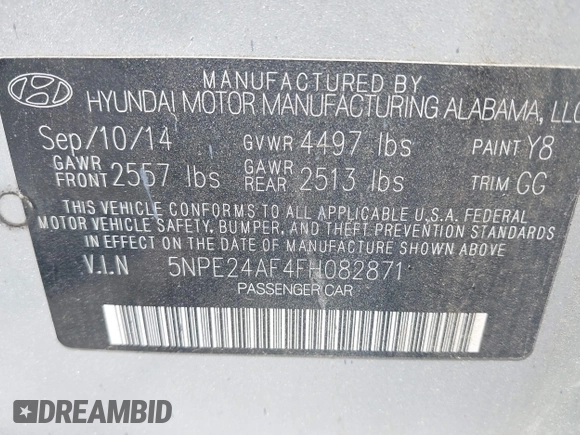 MANUFACTURED BY
HYUNDAI MOTOR MANUFACTURING ALABAMA, LLC
Sep/10/14 GVWR 4497 lbs PAINT Y8
GAWR FRONT 2557 lbs GAWR REAR 2513 lbs TRIM GG
THIS VEHICLE CONFORMS TO ALL APPLICABLE U.S.A. FEDERAL
MOTOR VEHICLE SAFETY, BUMPER, AND THEFT PREVENTION STANDARDS
IN EFFECT ON THE DATE OF MANUFACTURE SHOWN ABOVE
V.I.N 5NPE24AF4FH082871
PASSENGER CAR
DREAMBID